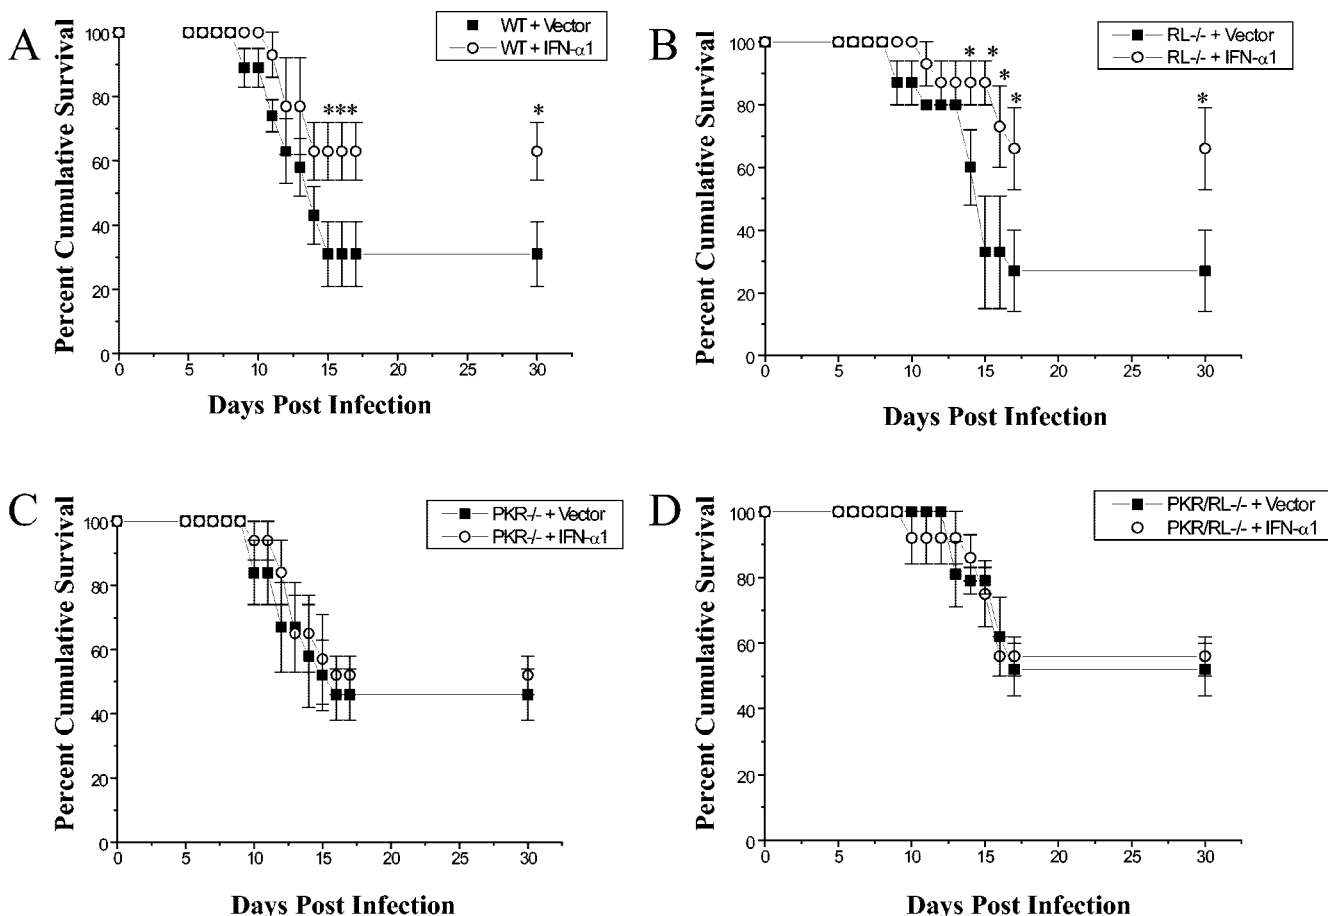 A
WT + Vector
WT + IFN-α1
Percent Cumulative Survival
100
80
60
40
20
0
***
*
0 5 10 15 20 25 30
Days Post Infection
B
RL-/- + Vector
RL-/- + IFN-α1
Percent Cumulative Survival
100
80
60
40
20
0
* *
*
*
*
0 5 10 15 20 25 30
Days Post Infection
C
PKR-/- + Vector
PKR-/- + IFN-α1
Percent Cumulative Survival
100
80
60
40
20
0
0 5 10 15 20 25 30
Days Post Infection
D
PKR/RL-/- + Vector
PKR/RL-/- + IFN-α1
Percent Cumulative Survival
100
80
60
40
20
0
0 5 10 15 20 25 30
Days Post Infection